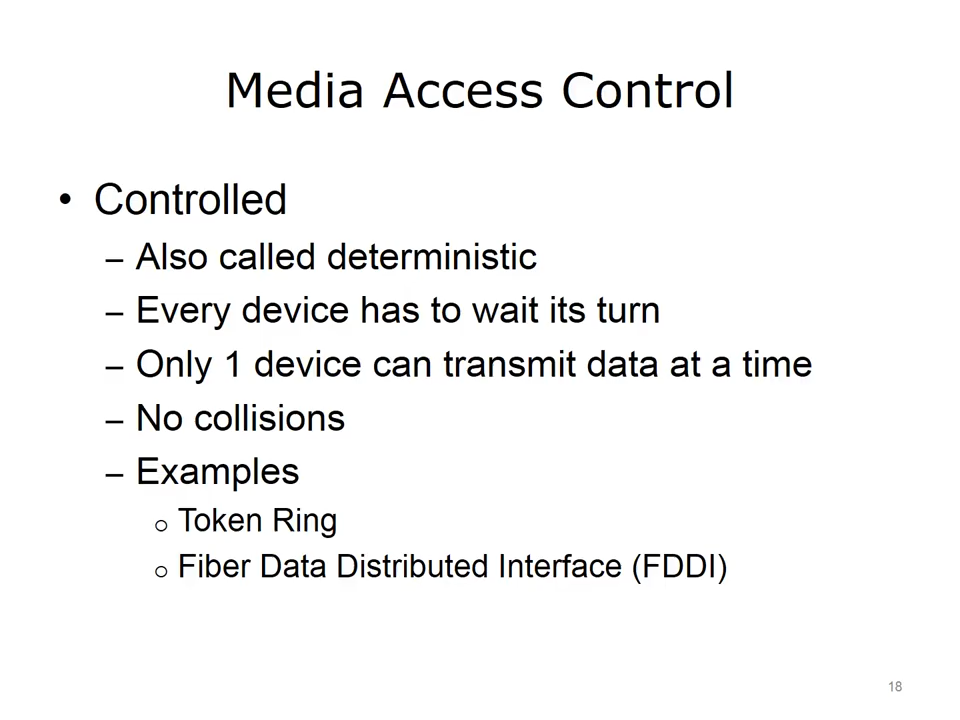 Media Access Control
• Controlled
– Also called deterministic
– Every device has to wait its turn
– Only 1 device can transmit data at a time
– No collisions
– Examples
o Token Ring
o Fiber Data Distributed Interface (FDDI)
18